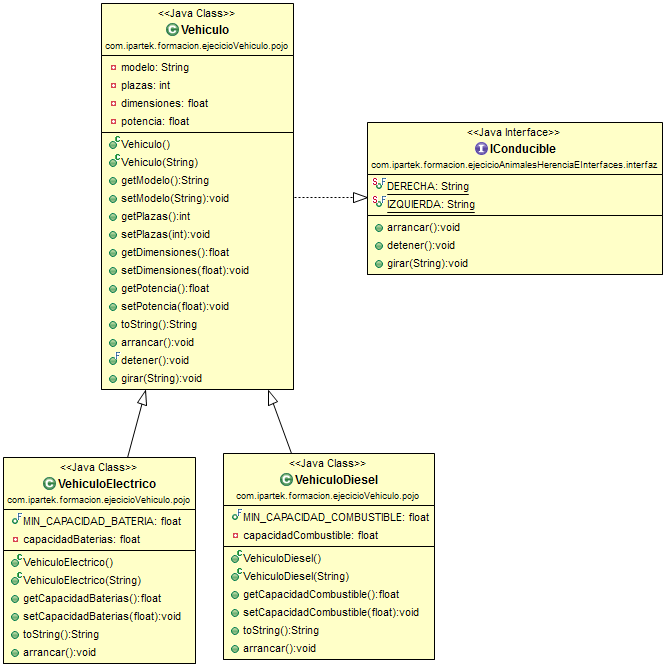 <<Java Class>>
Vehiculo
com.ipartek.formacion.ejecicioVehiculo.pojo
modelo: String
plazas: int
dimensiones: float
potencia: float
Vehiculo()
Vehiculo(String)
getModelo():String
setModelo(String):void
getPlazas():int
setPlazas(int):void
getDimensiones():float
setDimensiones(float):void
getPotencia():float
setPotencia(float):void
toString():String
arrancar():void
detener():void
girar(String):void
<<Java Interface>>
IConducible
com.ipartek.formacion.ejercicioAnimalesHerenciaEInterfaces.interfaz
DERECHA: String
IZQUIERDA: String
arrancar():void
detener():void
girar(String):void
<<Java Class>>
VehiculoElectrico
com.ipartek.formacion.ejecicioVehiculo.pojo
MIN_CAPACIDAD_BATERIA: float
capacidadBaterias: float
VehiculoElectrico()
VehiculoElectrico(String)
getCapacidadBaterias():float
setCapacidadBaterias(float):void
toString():String
arrancar():void
<<Java Class>>
VehiculoDiesel
com.ipartek.formacion.ejecicioVehiculo.pojo
MIN_CAPACIDAD_COMBUSTIBLE: float
capacidadCombustible: float
VehiculoDiesel()
VehiculoDiesel(String)
getCapacidadCombustible():float
setCapacidadCombustible(float):void
toString():String
arrancar():void